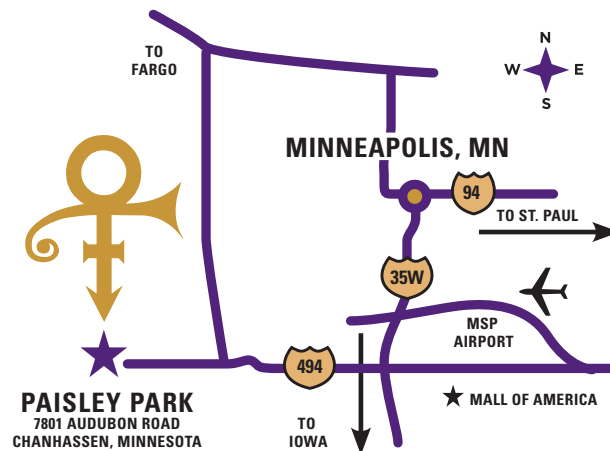 TO
FARGO
N
W E
S
MINNEAPOLIS, MN
94
TO ST. PAUL
35W
MSP
AIRPORT
494
PAISLEY PARK
7801 AUDUBON ROAD
CHANHASSEN, MINNESOTA
TO
IOWA
MALL OF AMERICA